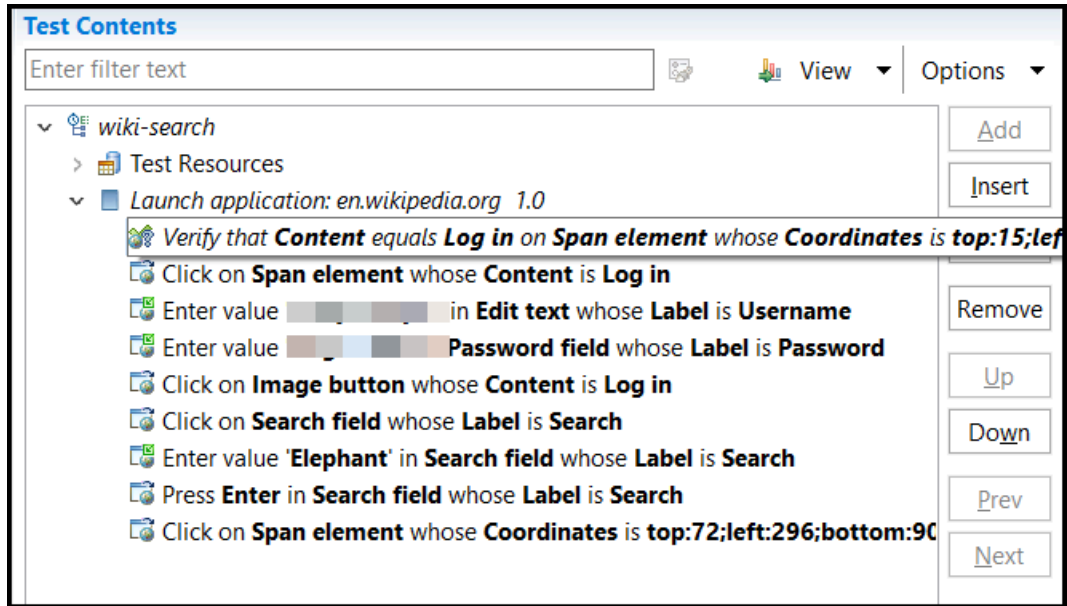 Test Contents
Enter filter text
View
Options
wiki-search
Add
Test Resources
Insert
Launch application: en.wikipedia.org 1.0
Verify that Content equals Log in on Span element whose Coordinates is top:15;lef
Click on Span element whose Content is Log in
Enter value in Edit text whose Label is Username
Remove
Enter value Password field whose Label is Password
Click on Image button whose Content is Log in
Up
Click on Search field whose Label is Search
Down
Enter value 'Elephant' in Search field whose Label is Search
Press Enter in Search field whose Label is Search
Prev
Click on Span element whose Coordinates is top:72;left:296;bottom:90
Next